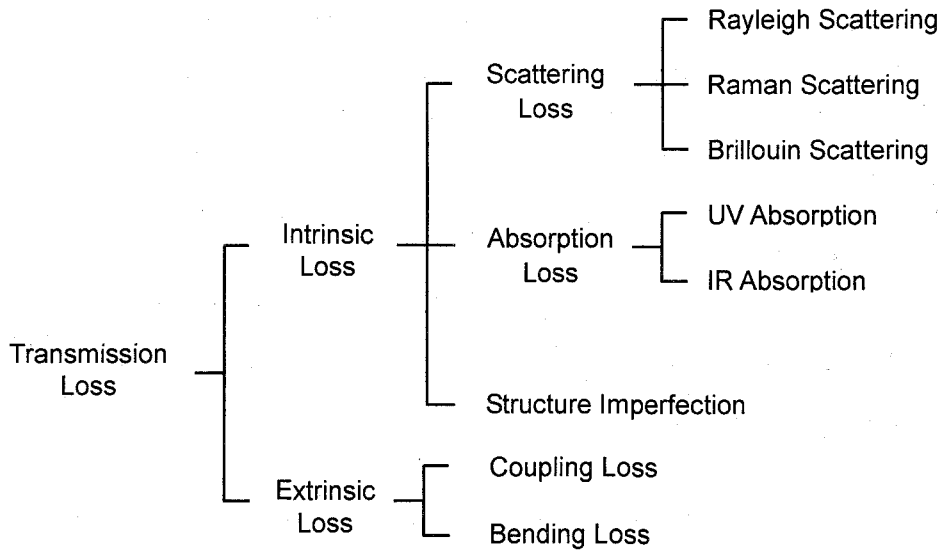 Rayleigh Scattering
Scattering
Loss
Raman Scattering
Brillouin Scattering
UV Absorption
Intrinsic
Loss
Absorption
Loss
IR Absorption
Transmission
Loss
Structure Imperfection
Coupling Loss
Extrinsic
Loss
Bending Loss